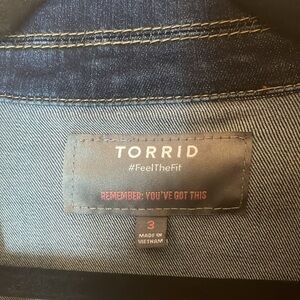 TORRID
#FeelTheFit
REMEMBER: YOU'VE GOT THIS
3
MADE IN
VIETNAM